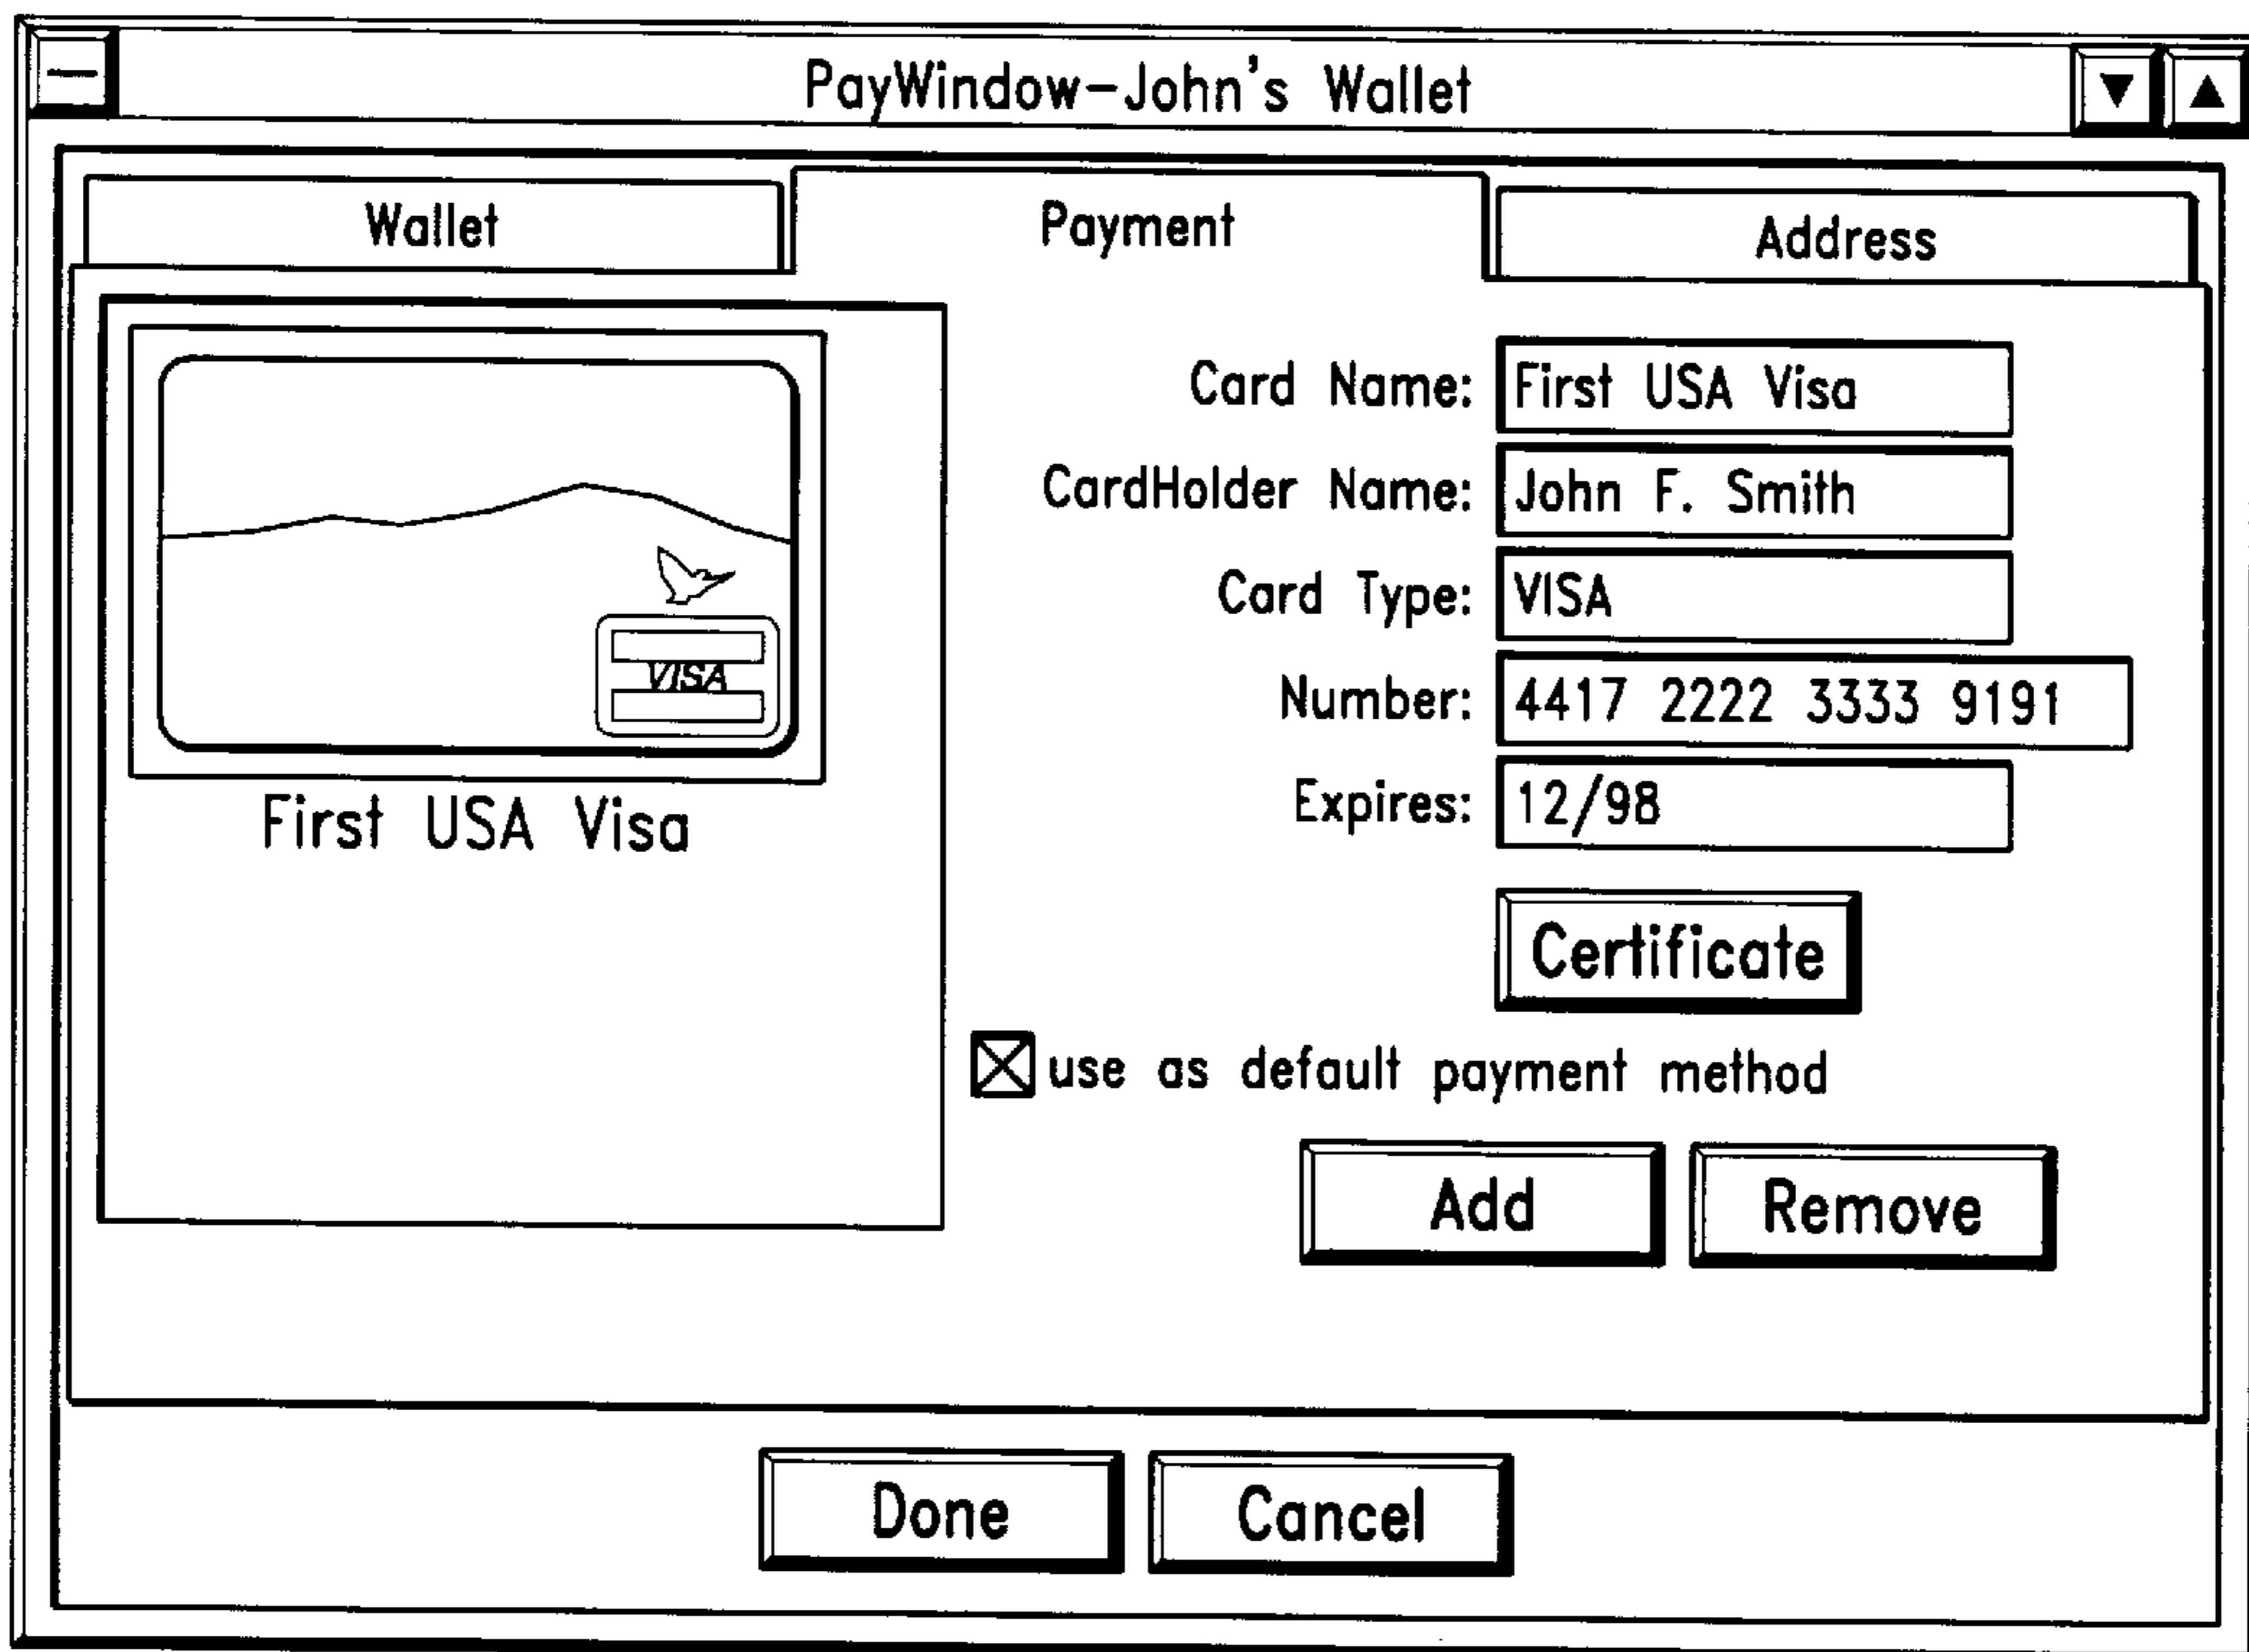 PayWindow-John's Wallet
Wallet Payment Address
Card Name: First USA Visa
CardHolder Name: John F. Smith
Card Type: VISA
Number: 4417 2222 3333 9191
Expires: 12/98
VISA
First USA Visa
Certificate
use as default payment method
Add Remove
Done Cancel